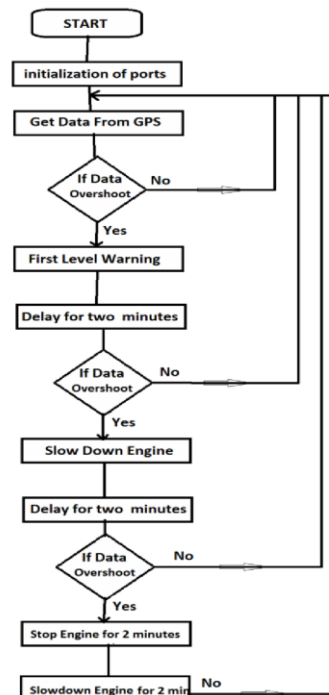 START
initialization of ports
Get Data From GPS
If Data
Overshoot
No
Yes
First Level Warning
Delay for two minutes
If Data
Overshoot
No
Yes
Slow Down Engine
Delay for two minutes
If Data
Overshoot
No
Yes
Stop Engine for 2 minutes
No
Slowdown Engine for 2 min